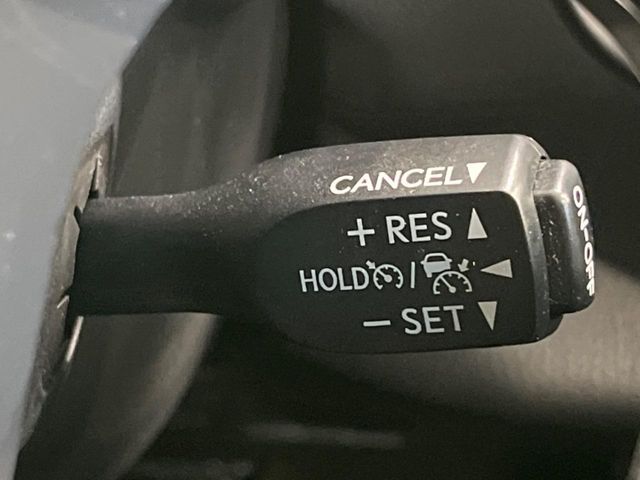 CANCEL▼
+ RES ▲
HOLD / ◀
− SET ▼
ON-OFF